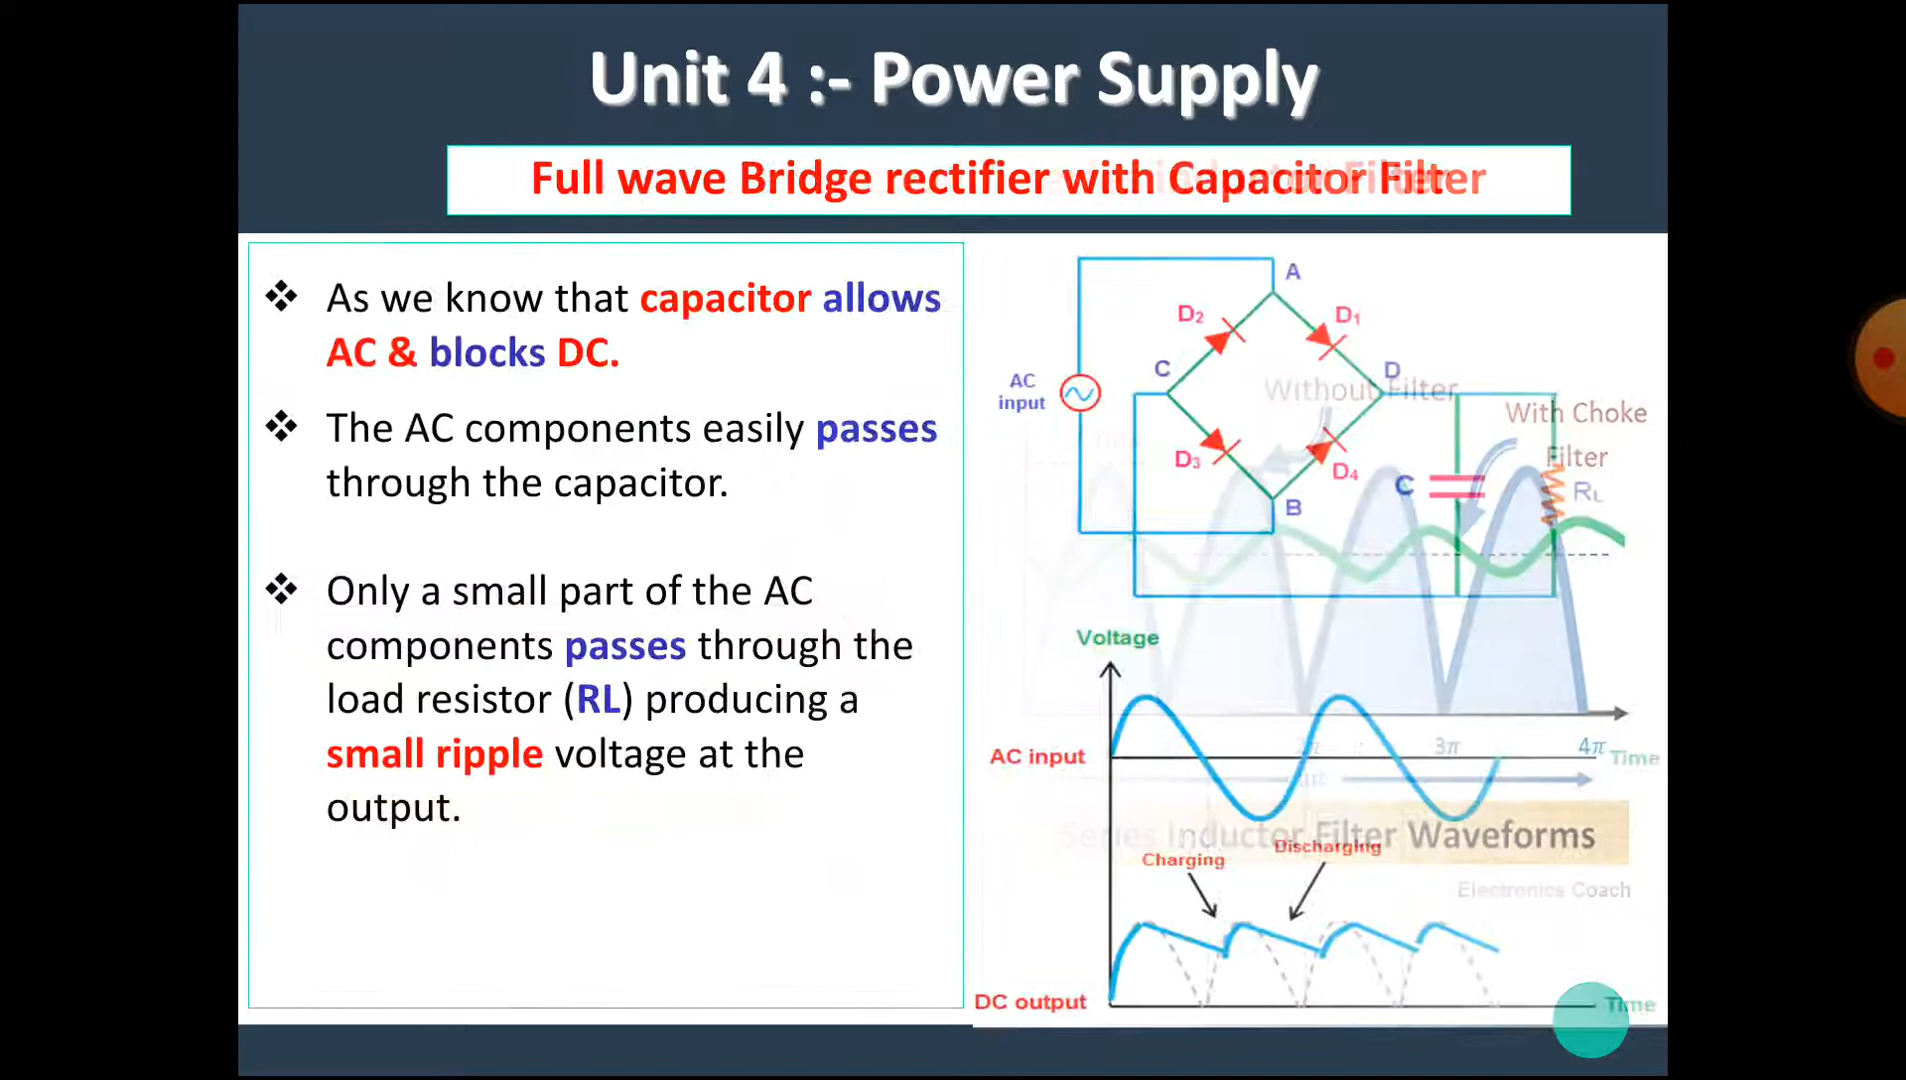 Unit 4 :- Power Supply
Full wave Bridge rectifier with Capacitor Filter
❖ As we know that capacitor allows
AC & blocks DC.
❖ The AC components easily passes
through the capacitor.
❖ Only a small part of the AC
components passes through the
load resistor (RL) producing a
small ripple voltage at the
output.
A
D2
D1
C
D
AC
input
Without Filter
With Choke
Filter
D3
D4
C
RL
B
Voltage
AC input
3π
4π
Time
Series Inductor Filter Waveforms
Charging
Discharging
Electronics Coach
DC output
Time